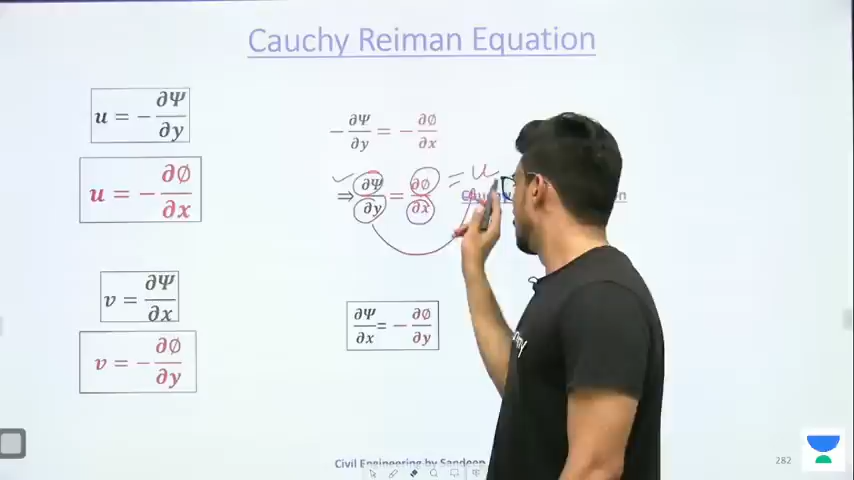 Cauchy Reiman Equation
u = -∂Ψ/∂y
u = -∂∅/∂x
v = ∂Ψ/∂x
v = -∂∅/∂y
-∂Ψ/∂y = -∂∅/∂x
⇒ ∂Ψ/∂y = ∂∅/∂x = u
∂Ψ/∂x = -∂∅/∂y
Civil Engineering by Sandeep
282